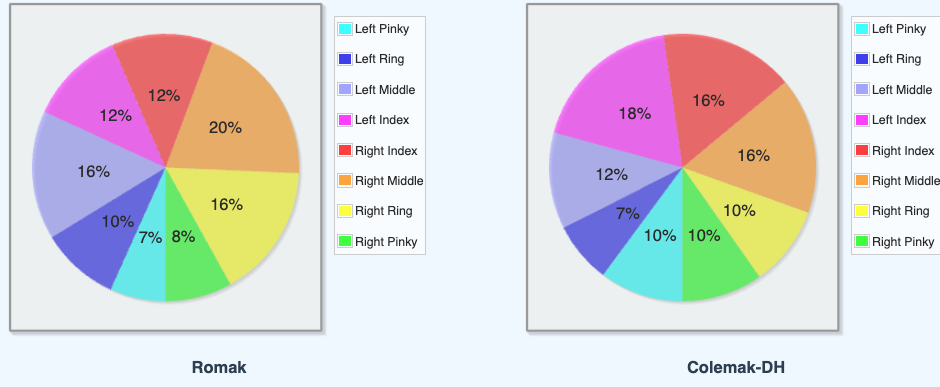 12%
12%
20%
16%
16%
10%
7%
8%
Left Pinky
Left Ring
Left Middle
Left Index
Right Index
Right Middle
Right Ring
Right Pinky
Romak
18%
16%
16%
12%
10%
7%
10%
10%
Left Pinky
Left Ring
Left Middle
Left Index
Right Index
Right Middle
Right Ring
Right Pinky
Colemak-DH